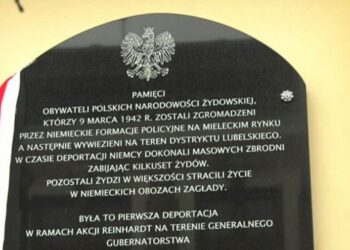 PAMIĘCI
OBYWATELI POLSKICH NARODOWOŚCI ŻYDOWSKIEJ,
KTÓRZY 9 MARCA 1942 R. ZOSTALI ZGROMADZENI
PRZEZ NIEMIECKIE FORMACJE POLICYJNE NA MIELECKIM RYNKU
A NASTĘPNIE WYWIEZIENI NA TEREN DYSTRYKTU LUBELSKIEGO.
W CZASIE DEPORTACJI NIEMCY DOKONALI MASOWYCH ZBRODNI
ZABIJAJĄC KILKUSET ŻYDÓW.
POZOSTALI ŻYDZI W WIĘKSZOŚCI STRACILI ŻYCIE
W NIEMIECKICH OBOZACH ZAGŁADY.
BYŁA TO PIERWSZA DEPORTACJA
W RAMACH AKCJI REINHARDT NA TERENIE GENERALNEGO
GUBERNATORSTWA